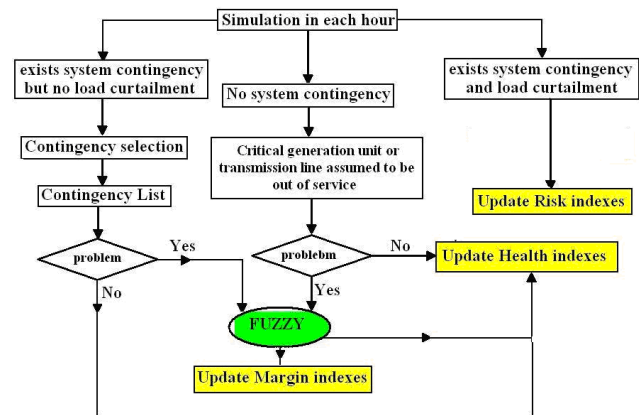 Simulation in each hour
exists system contingency
but no load curtailment
No system contingency
exists system contingency
and load curtailment
Contingency selection
Critical generation unit or
transmission line assumed to be
out of service
Contingency List
Update Risk indexes
problem
Yes
problebm
No
Update Health indexes
No
Yes
FUZZY
Update Margin indexes